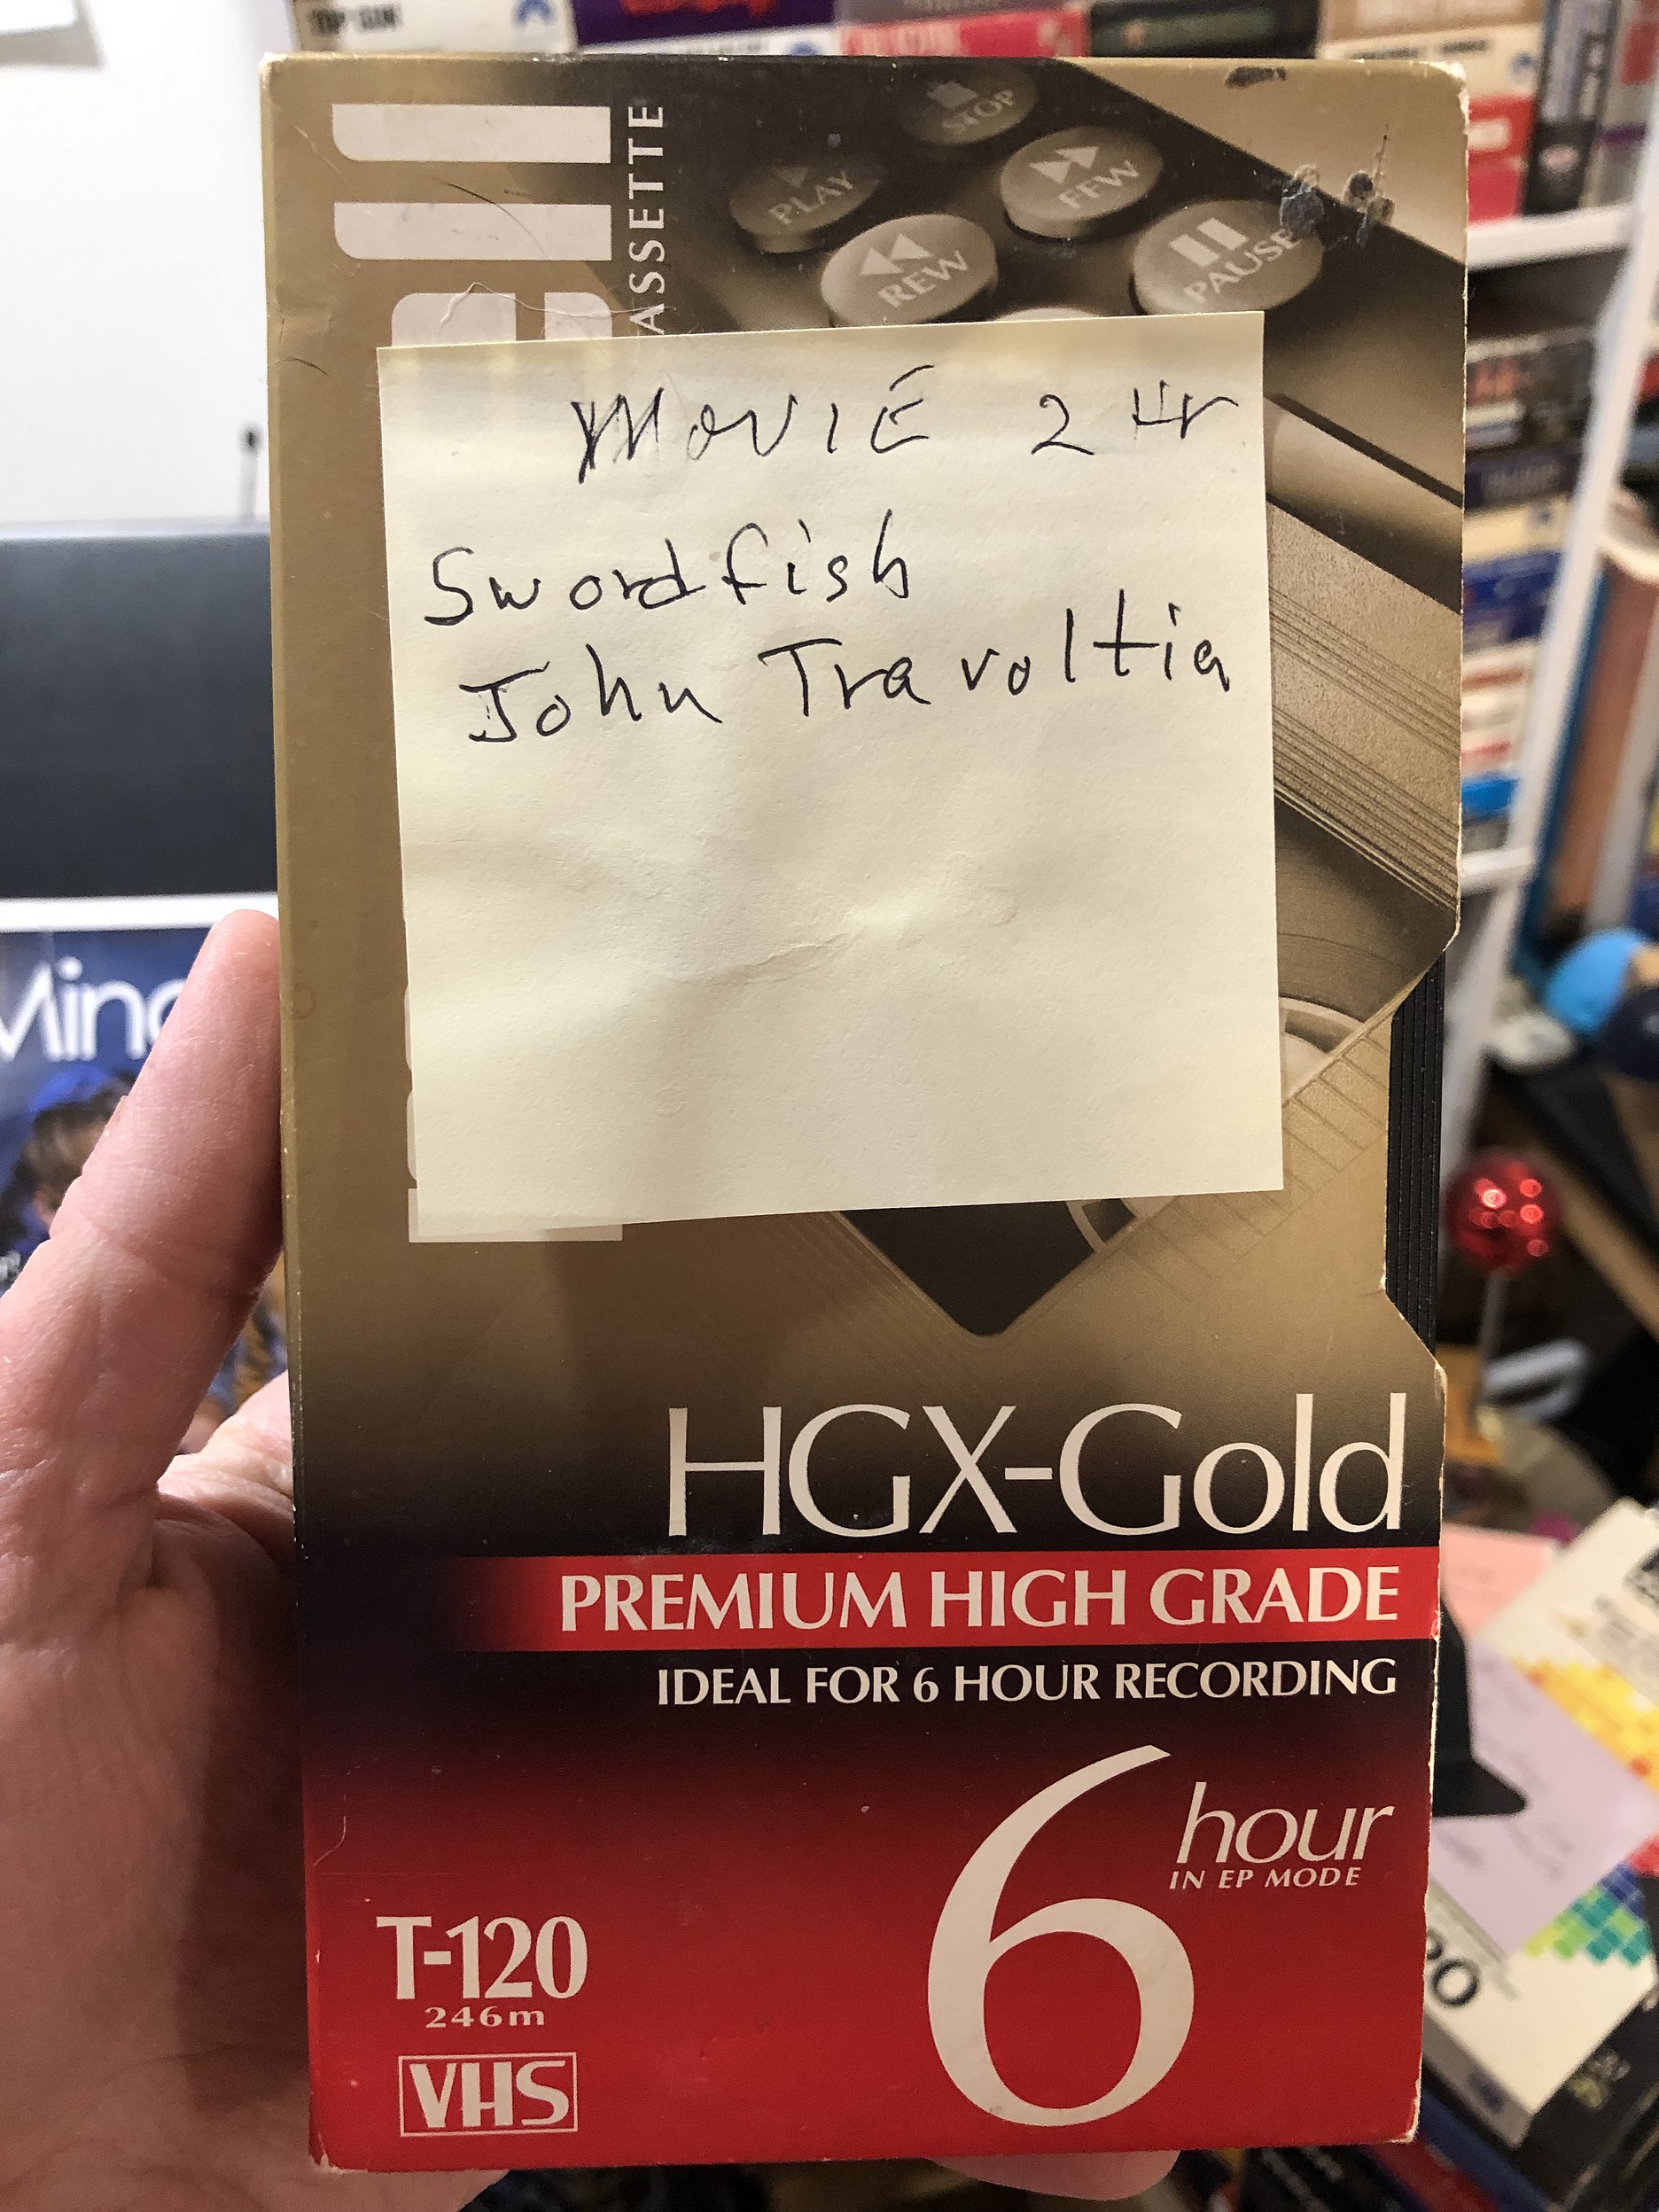 STOP
PLAY
FFW
REW
PAUSE
ASSETTE
MOVIE 2 Hr
Swordfish
John Travoltia
HGX-Gold
PREMIUM HIGH GRADE
IDEAL FOR 6 HOUR RECORDING
6 hour
IN EP MODE
T-120
246m
VHS